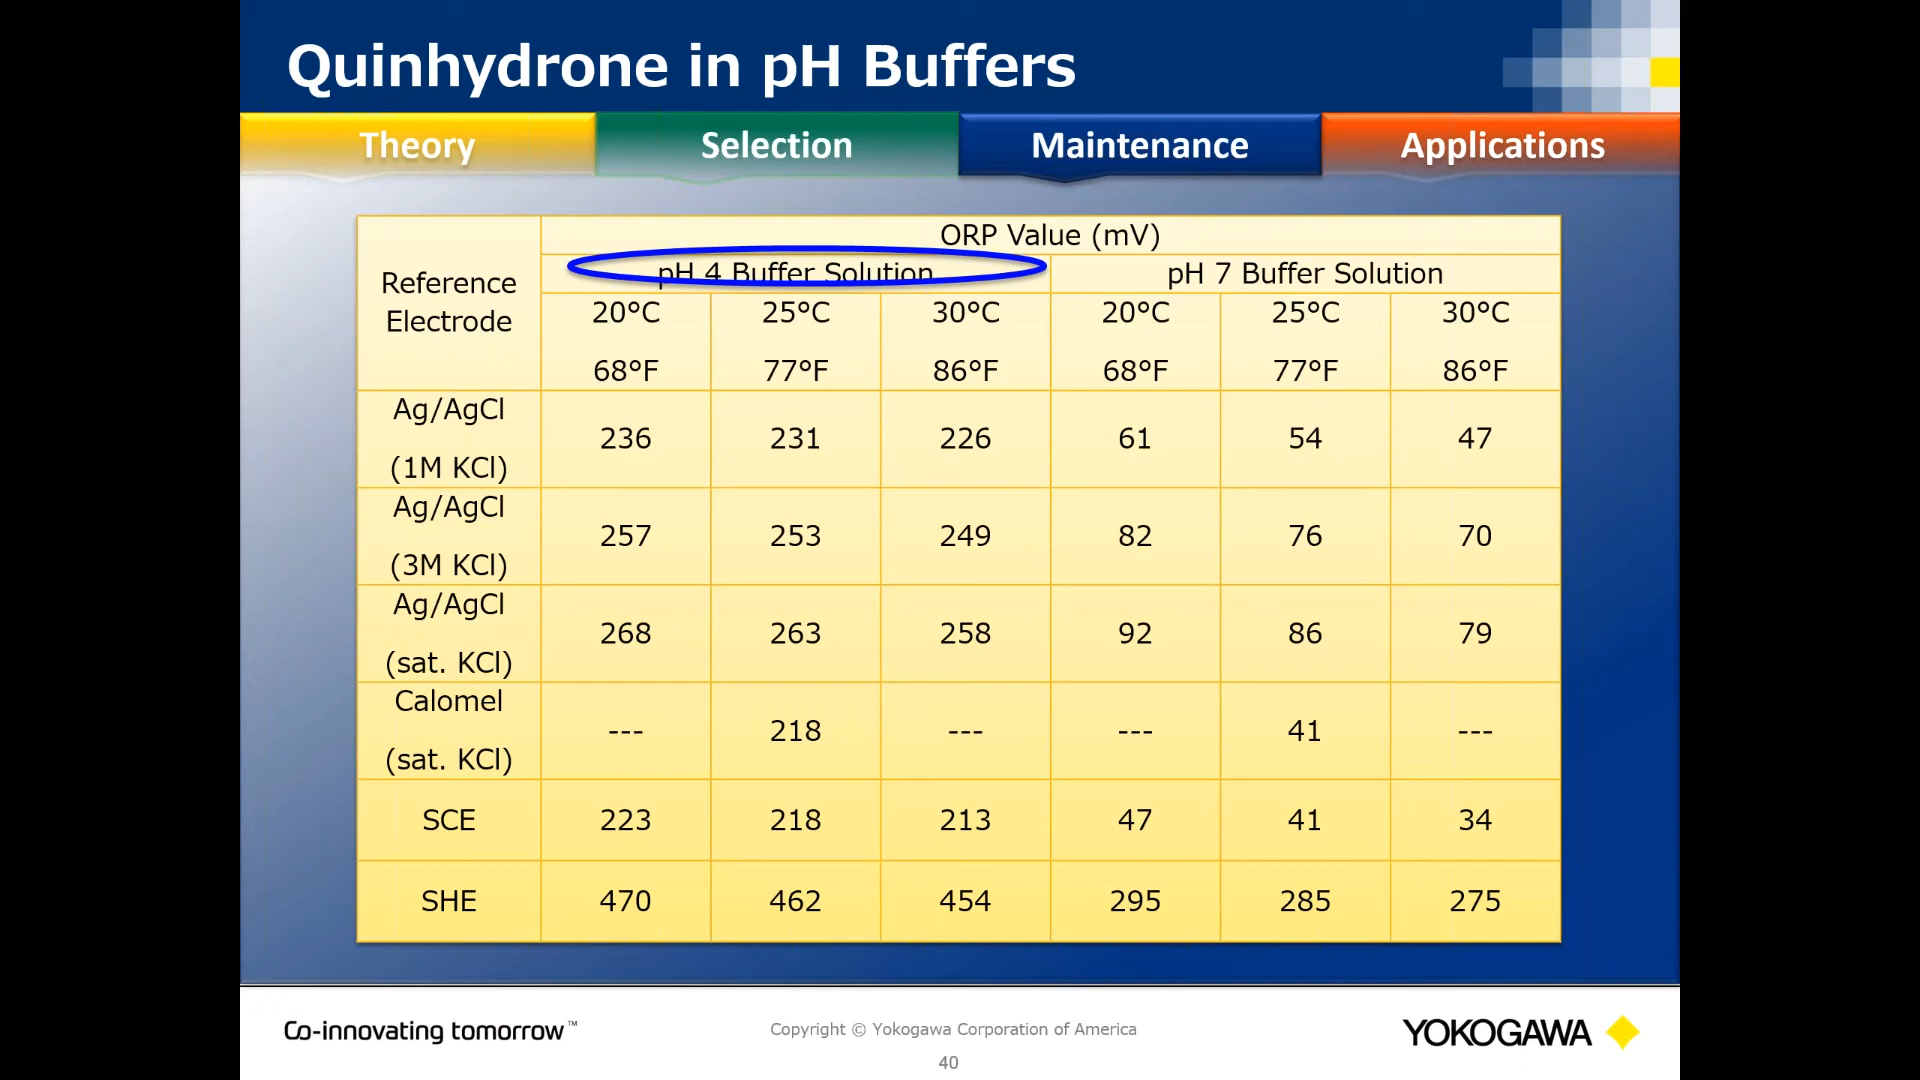 Quinhydrone in pH Buffers
Theory Selection Maintenance Applications
Reference Electrode ORP Value (mV)
pH 4 Buffer Solution pH 7 Buffer Solution
20°C 25°C 30°C 20°C 25°C 30°C
68°F 77°F 86°F 68°F 77°F 86°F
Ag/AgCl (1M KCl) 236 231 226 61 54 47
Ag/AgCl (3M KCl) 257 253 249 82 76 70
Ag/AgCl (sat. KCl) 268 263 258 92 86 79
Calomel (sat. KCl) --- 218 --- --- 41 ---
SCE 223 218 213 47 41 34
SHE 470 462 454 295 285 275
Co-innovating tomorrow™ Copyright © Yokogawa Corporation of America YOKOGAWA
40